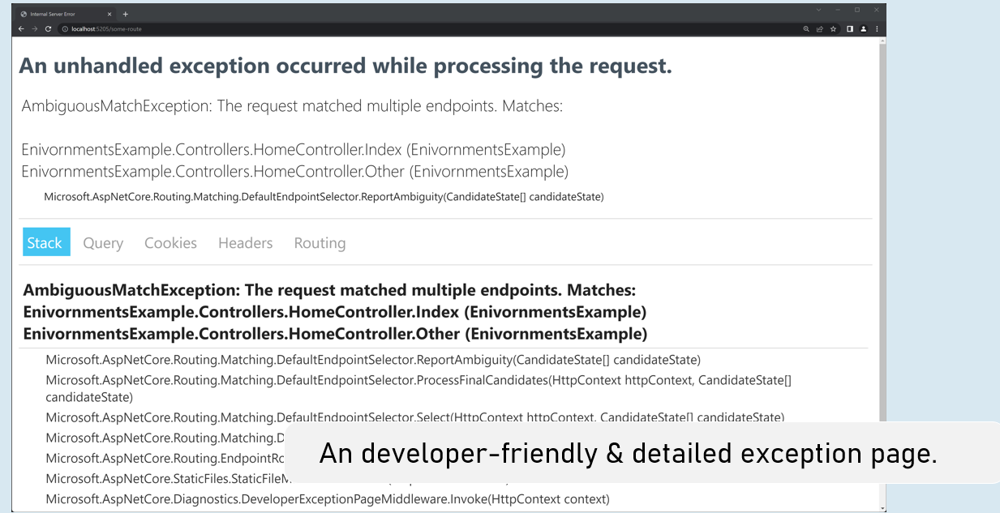 Internal Server Error
localhost:5205/some-route
An unhandled exception occurred while processing the request.
AmbiguousMatchException: The request matched multiple endpoints. Matches:
EnivornmentsExample.Controllers.HomeController.Index (EnivornmentsExample)
EnivornmentsExample.Controllers.HomeController.Other (EnivornmentsExample)
Microsoft.AspNetCore.Routing.Matching.DefaultEndpointSelector.ReportAmbiguity(CandidateState[] candidateState)
Stack Query Cookies Headers Routing
AmbiguousMatchException: The request matched multiple endpoints. Matches:
EnivornmentsExample.Controllers.HomeController.Index (EnivornmentsExample)
EnivornmentsExample.Controllers.HomeController.Other (EnivornmentsExample)
Microsoft.AspNetCore.Routing.Matching.DefaultEndpointSelector.ReportAmbiguity(CandidateState[] candidateState)
Microsoft.AspNetCore.Routing.Matching.DefaultEndpointSelector.ProcessFinalCandidates(HttpContext httpContext, CandidateState[]
candidateState)
Microsoft.AspNetCore.Routing.Matching.DefaultEndpointSelector.Select(HttpContext httpContext, CandidateState[] candidateState)
Microsoft.AspNetCore.Routing.Matching.D
Microsoft.AspNetCore.Routing.EndpointRo
An developer-friendly & detailed exception page.
Microsoft.AspNetCore.StaticFiles.StaticFileM
Microsoft.AspNetCore.Diagnostics.DeveloperExceptionPageMiddleware.Invoke(HttpContext context)